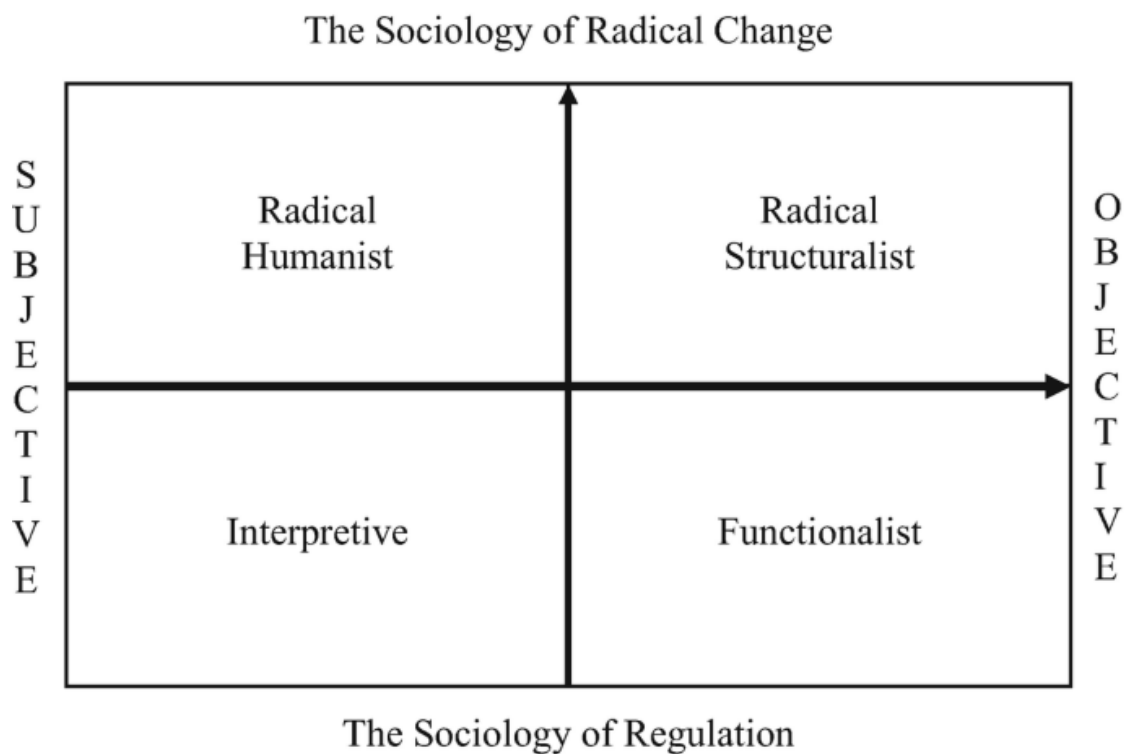 The Sociology of Radical Change
SUBJECTIVE
Radical
Humanist
Radical
Structuralist
OBJECTIVE
Interpretive
Functionalist
The Sociology of Regulation